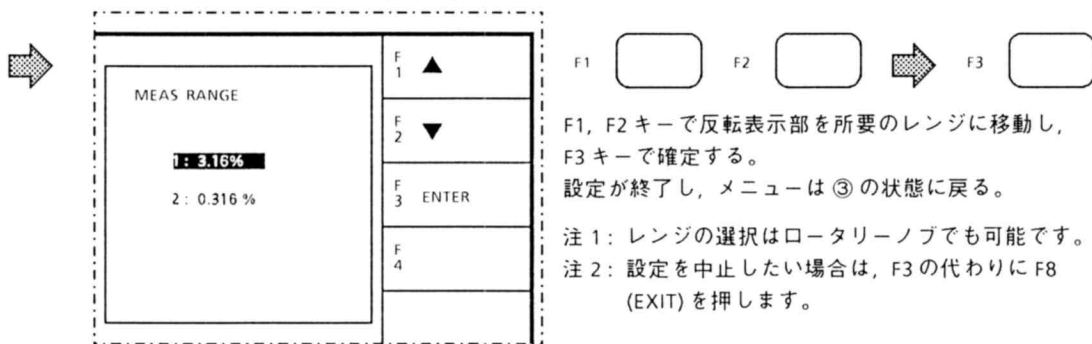 MEAS RANGE
1: 3.16%
2: 0.316 %
F1 ▲
F2 ▼
F3 ENTER
F4
F1
F2
F3
F1, F2 キーで反転表示部を所要のレンジに移動し,
F3 キーで確定する。
設定が終了し, メニューは ③ の状態に戻る。
注 1: レンジの選択はロータリーノブでも可能です。
注 2: 設定を中止したい場合は, F3 の代わりに F8
(EXIT) を押します。